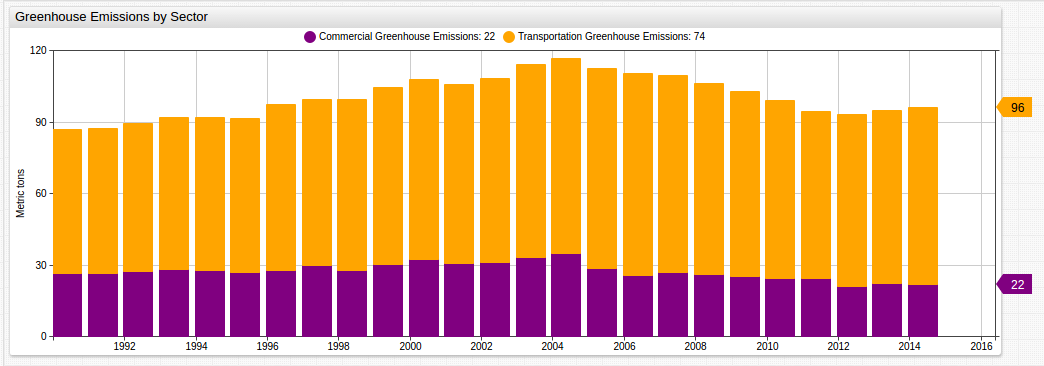 Greenhouse Emissions by Sector
Commercial Greenhouse Emissions: 22 Transportation Greenhouse Emissions: 74
120
90
60
30
0
Metric tons
96
22
1992 1994 1996 1998 2000 2002 2004 2006 2008 2010 2012 2014 2016